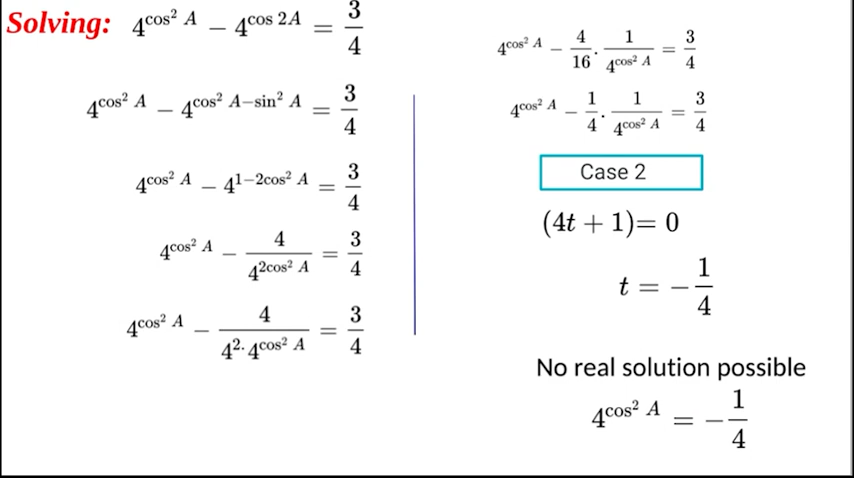 Solving: 4^{cos² A} − 4^{cos 2A} = 3/4
4^{cos² A} − 4^{cos² A−sin² A} = 3/4
4^{cos² A} − 4^{1−2cos² A} = 3/4
4^{cos² A} − 4/4^{2cos² A} = 3/4
4^{cos² A} − 4/(4^{2.} 4^{cos² A}) = 3/4
4^{cos² A} − 4/16 . 1/4^{cos² A} = 3/4
4^{cos² A} − 1/4 . 1/4^{cos² A} = 3/4
Case 2
(4t + 1)= 0
t = −1/4
No real solution possible
4^{cos² A} = −1/4